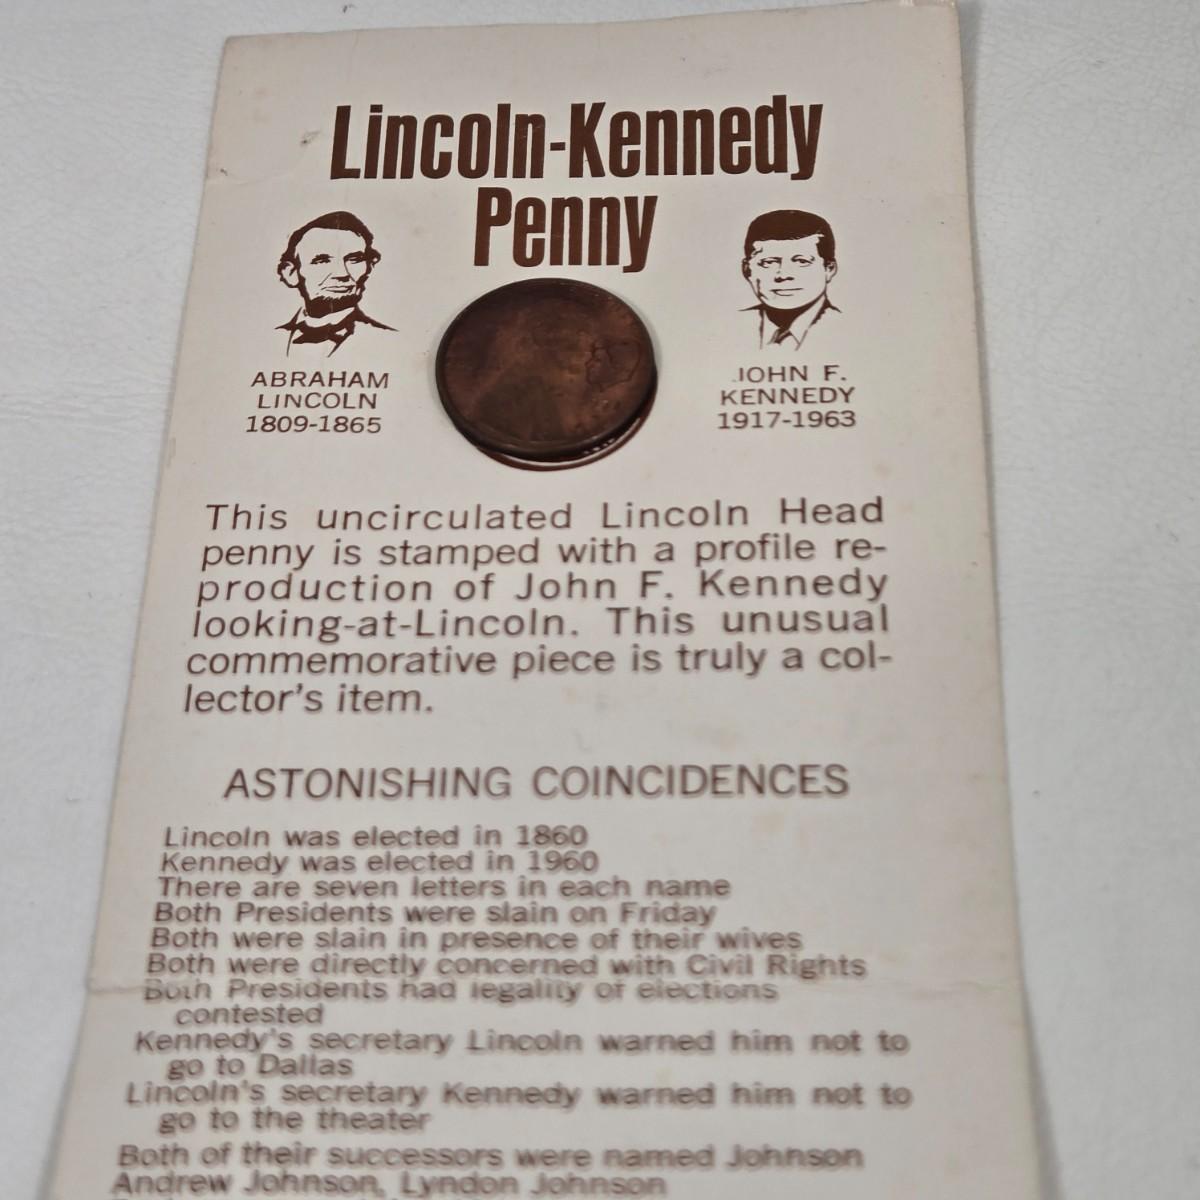 Lincoln-Kennedy
Penny
ABRAHAM
LINCOLN
1809-1865
JOHN F.
KENNEDY
1917-1963
This uncirculated Lincoln Head
penny is stamped with a profile re-
production of John F. Kennedy
looking-at-Lincoln. This unusual
commemorative piece is truly a col-
lector's item.
ASTONISHING COINCIDENCES
Lincoln was elected in 1860
Kennedy was elected in 1960
There are seven letters in each name
Both Presidents were slain on Friday
Both were slain in presence of their wives
Both were directly concerned with Civil Rights
Both Presidents had legality of elections
contested
Kennedy's secretary Lincoln warned him not to
go to Dallas
Lincoln's secretary Kennedy warned him not to
go to the theater
Both of their successors were named Johnson
Andrew Johnson, Lyndon Johnson